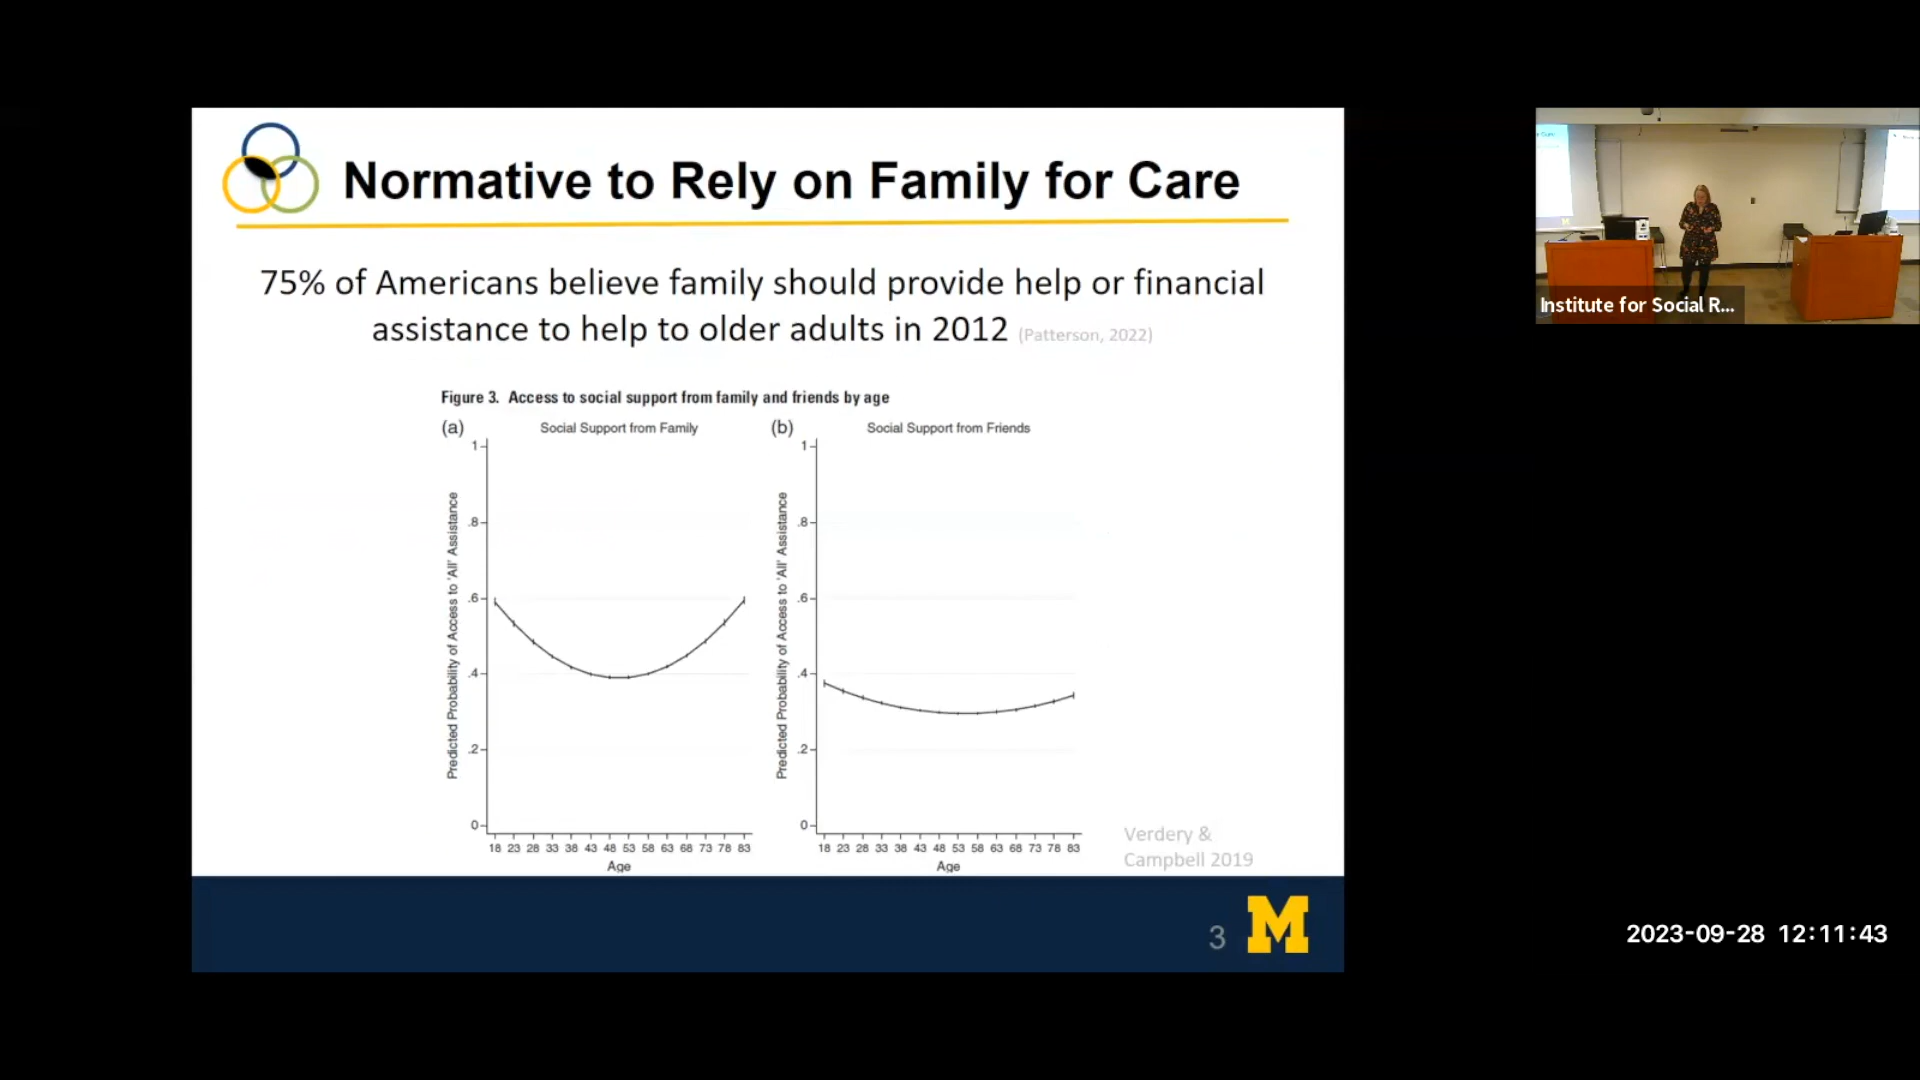 Normative to Rely on Family for Care
75% of Americans believe family should provide help or financial
assistance to help to older adults in 2012 (Patterson, 2022)
Figure 3. Access to social support from family and friends by age
(a) Social Support from Family
Predicted Probability of Access to 'All' Assistance
1
.8
.6
.4
.2
0
18 23 28 33 38 43 48 53 58 63 68 73 78 83
Age
(b) Social Support from Friends
Predicted Probability of Access to 'All' Assistance
1
.8
.6
.4
.2
0
18 23 28 33 38 43 48 53 58 63 68 73 78 83
Age
Verdery &
Campbell 2019
3 M
Institute for Social R...
2023-09-28 12:11:43